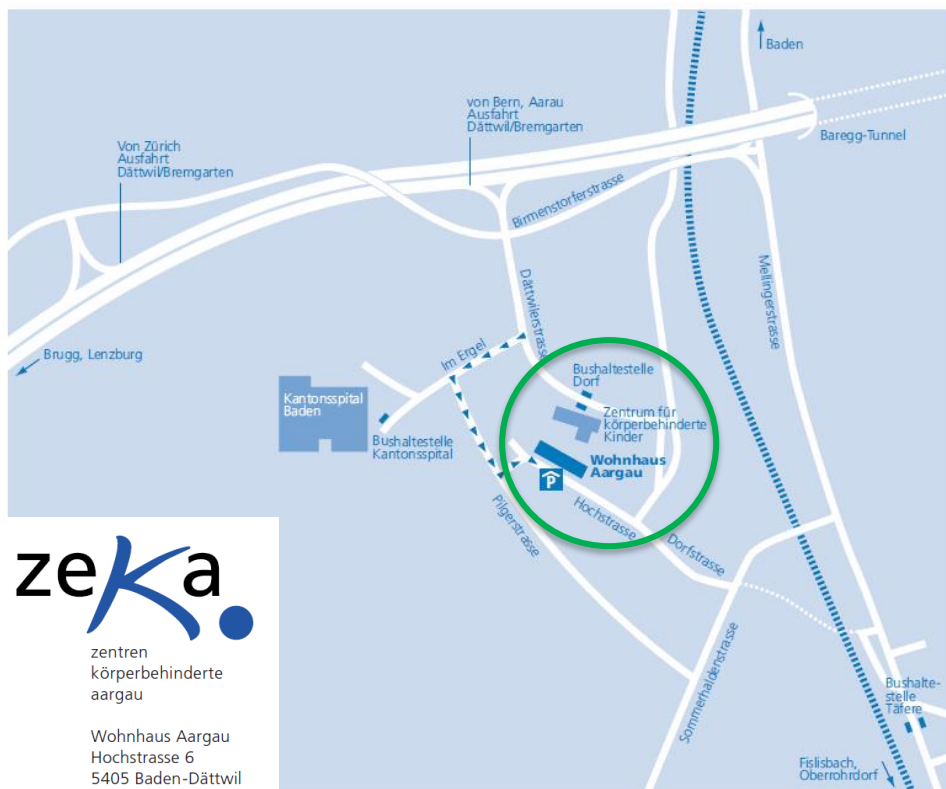 Baden
von Bern, Aarau
Ausfahrt
Dättwil/Bremgarten
Baregg-Tunnel
Von Zürich
Ausfahrt
Dättwil/Bremgarten
Birmenstorferstrasse
Mellingerstrasse
Dättwilerstrasse
Brugg, Lenzburg
Im Ergel
Bushaltestelle
Dorf
Kantonsspital
Baden
Zentrum für
körperbehinderte
Kinder
Bushaltestelle
Kantonsspital
Wohnhaus
Aargau
P
Pilgerstrasse
Hochstrasse
Dorfstrasse
Sommerhaldenstrasse
Bushalte-
stelle
Täfere
Fislisbach,
Oberrohrdorf
zeKa.
zentren
körperbehinderte
aargau
Wohnhaus Aargau
Hochstrasse 6
5405 Baden-Dättwil